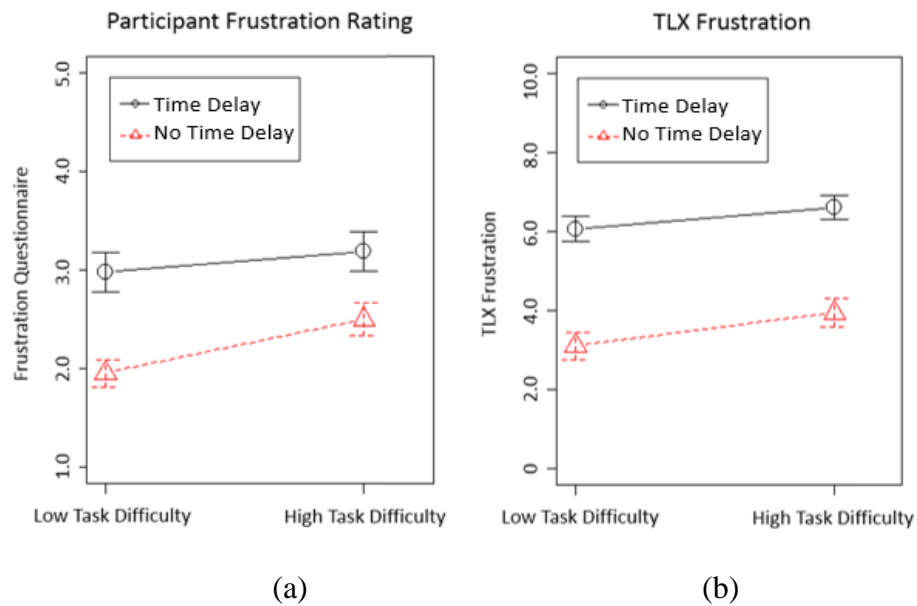 Participant Frustration Rating
Frustration Questionnaire
5.0
4.0
3.0
2.0
1.0
Time Delay
No Time Delay
Low Task Difficulty
High Task Difficulty
(a)
TLX Frustration
TLX Frustration
10.0
8.0
6.0
4.0
2.0
0
Time Delay
No Time Delay
Low Task Difficulty
High Task Difficulty
(b)